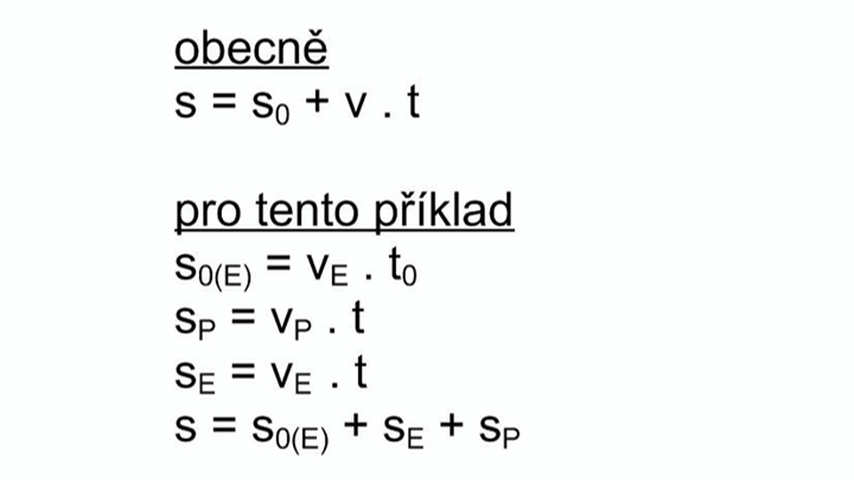 obecně
s = s₀ + v . t
pro tento příklad
s₀₍E₎ = vE . t₀
sP = vP . t
sE = vE . t
s = s₀₍E₎ + sE + sP